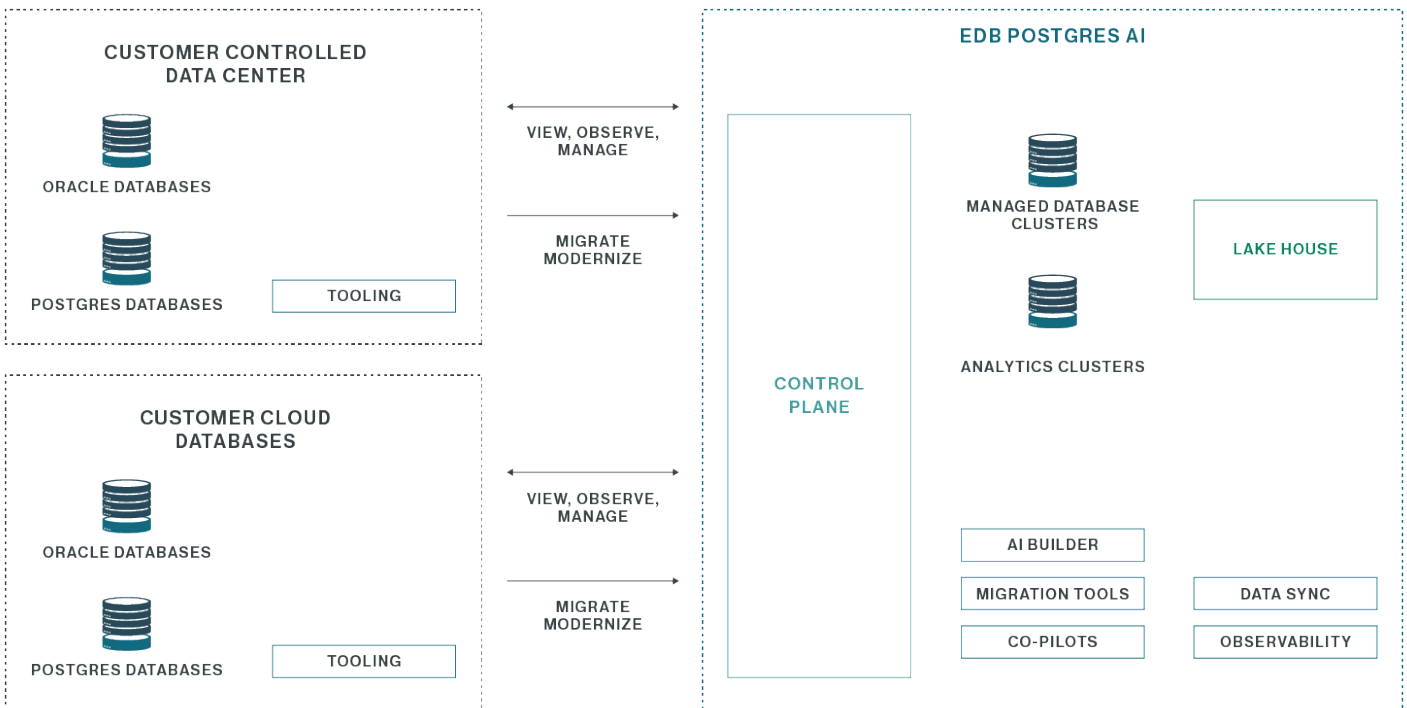 CUSTOMER CONTROLLED
DATA CENTER
ORACLE DATABASES
POSTGRES DATABASES
TOOLING
VIEW, OBSERVE,
MANAGE
MIGRATE
MODERNIZE
CUSTOMER CLOUD
DATABASES
ORACLE DATABASES
POSTGRES DATABASES
TOOLING
VIEW, OBSERVE,
MANAGE
MIGRATE
MODERNIZE
EDB POSTGRES AI
CONTROL
PLANE
MANAGED DATABASE
CLUSTERS
LAKE HOUSE
ANALYTICS CLUSTERS
AI BUILDER
MIGRATION TOOLS
DATA SYNC
CO-PILOTS
OBSERVABILITY